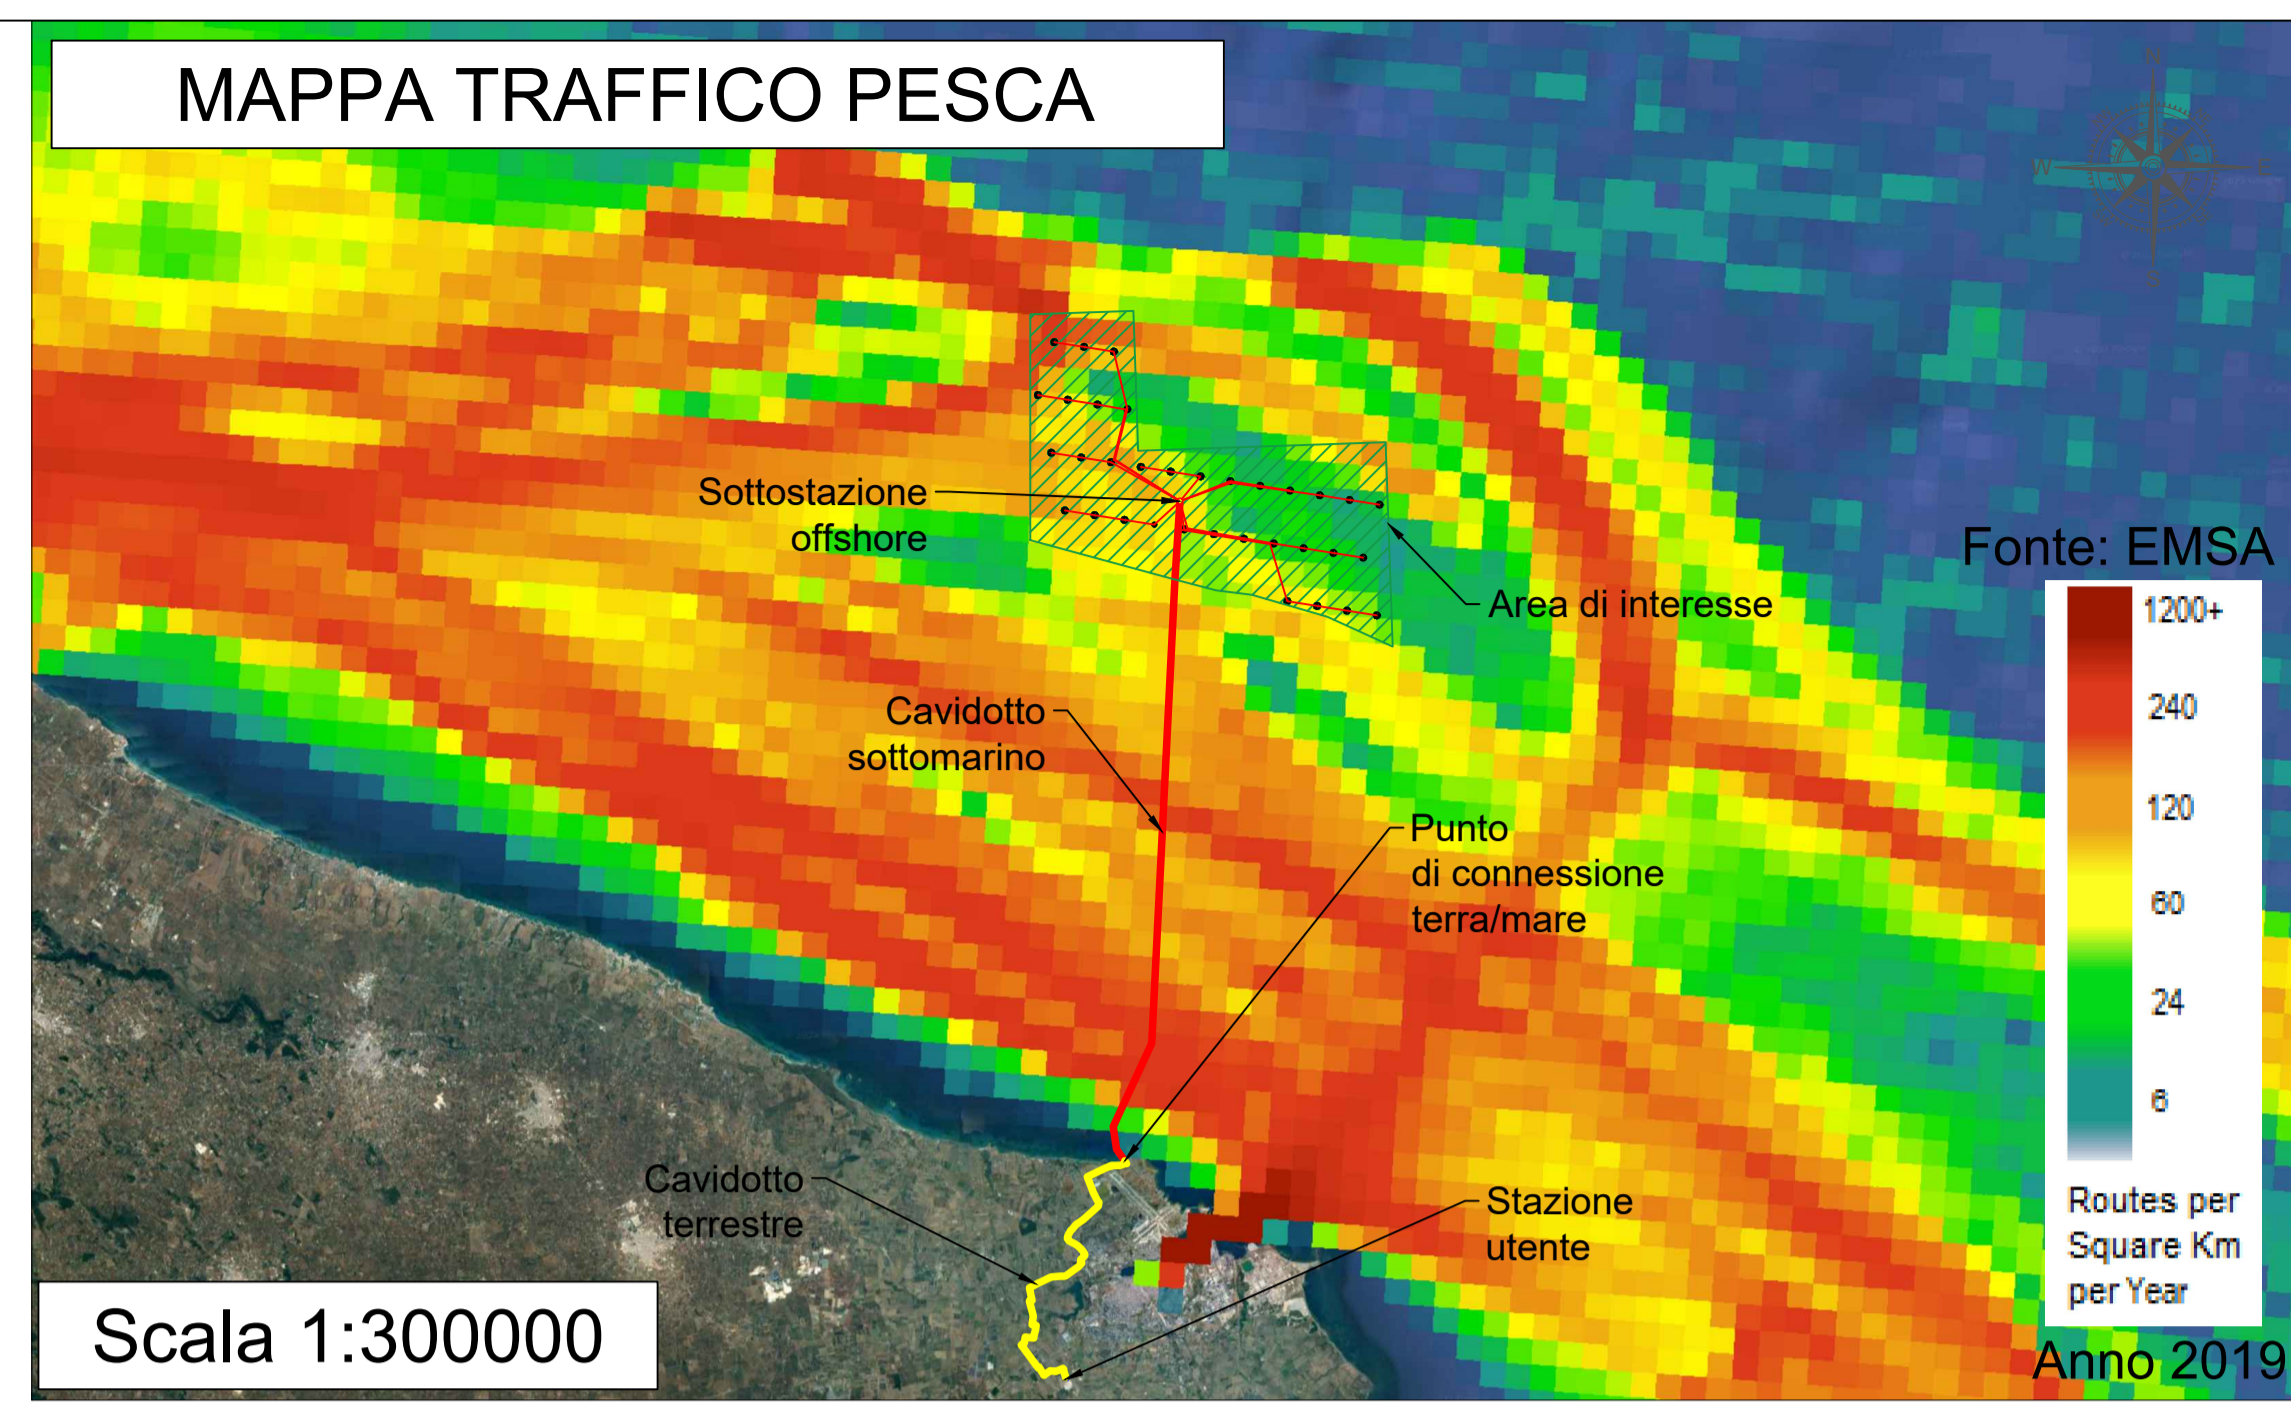 MAPPA TRAFFICO PESCA
N
W
E
S
Sottostazione
offshore
Fonte: EMSA
Area di interesse
1200+
240
120
60
24
6
Routes per
Square Km
per Year
Cavidotto
sottomarino
Punto
di connessione
terra/mare
Cavidotto
terrestre
Stazione
utente
Scala 1:300000
Anno 2019